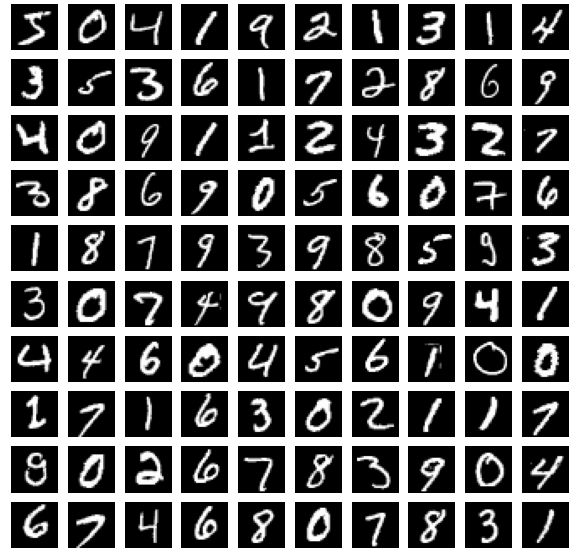 5 0 4 1 9 2 1 3 1 4
3 5 3 6 1 7 2 8 6 9
4 0 9 1 1 2 4 3 2 7
3 8 6 9 0 5 6 0 7 6
1 8 7 9 3 9 8 5 9 3
3 0 7 4 9 8 0 9 4 1
4 4 6 0 4 5 6 1 0 0
1 7 1 6 3 0 2 1 1 7
8 0 2 6 7 8 3 9 0 4
6 7 4 6 8 0 7 8 3 1